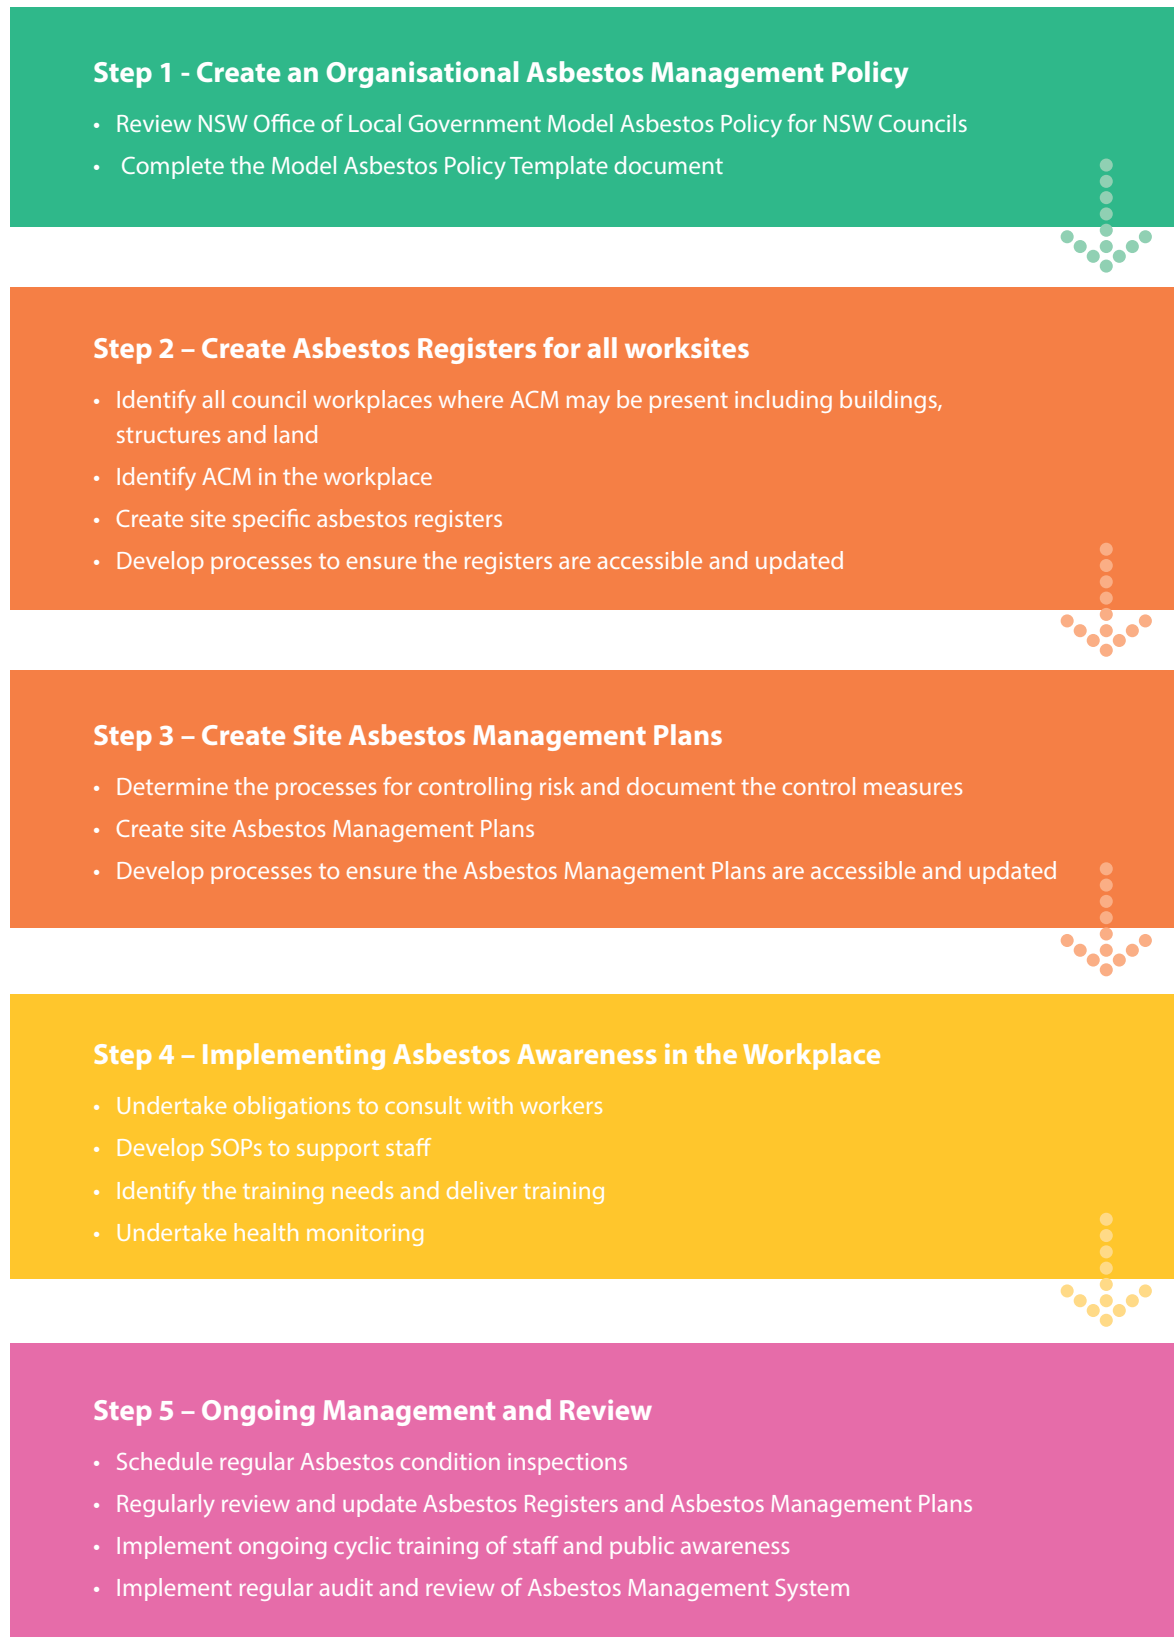 Step 1 - Create an Organisational Asbestos Management Policy
• Review NSW Office of Local Government Model Asbestos Policy for NSW Councils
• Complete the Model Asbestos Policy Template document
Step 2 – Create Asbestos Registers for all worksites
• Identify all council workplaces where ACM may be present including buildings,
structures and land
• Identify ACM in the workplace
• Create site specific asbestos registers
• Develop processes to ensure the registers are accessible and updated
Step 3 – Create Site Asbestos Management Plans
• Determine the processes for controlling risk and document the control measures
• Create site Asbestos Management Plans
• Develop processes to ensure the Asbestos Management Plans are accessible and updated
Step 4 – Implementing Asbestos Awareness in the Workplace
• Undertake obligations to consult with workers
• Develop SOPs to support staff
• Identify the training needs and deliver training
• Undertake health monitoring
Step 5 – Ongoing Management and Review
• Schedule regular Asbestos condition inspections
• Regularly review and update Asbestos Registers and Asbestos Management Plans
• Implement ongoing cyclic training of staff and public awareness
• Implement regular audit and review of Asbestos Management System